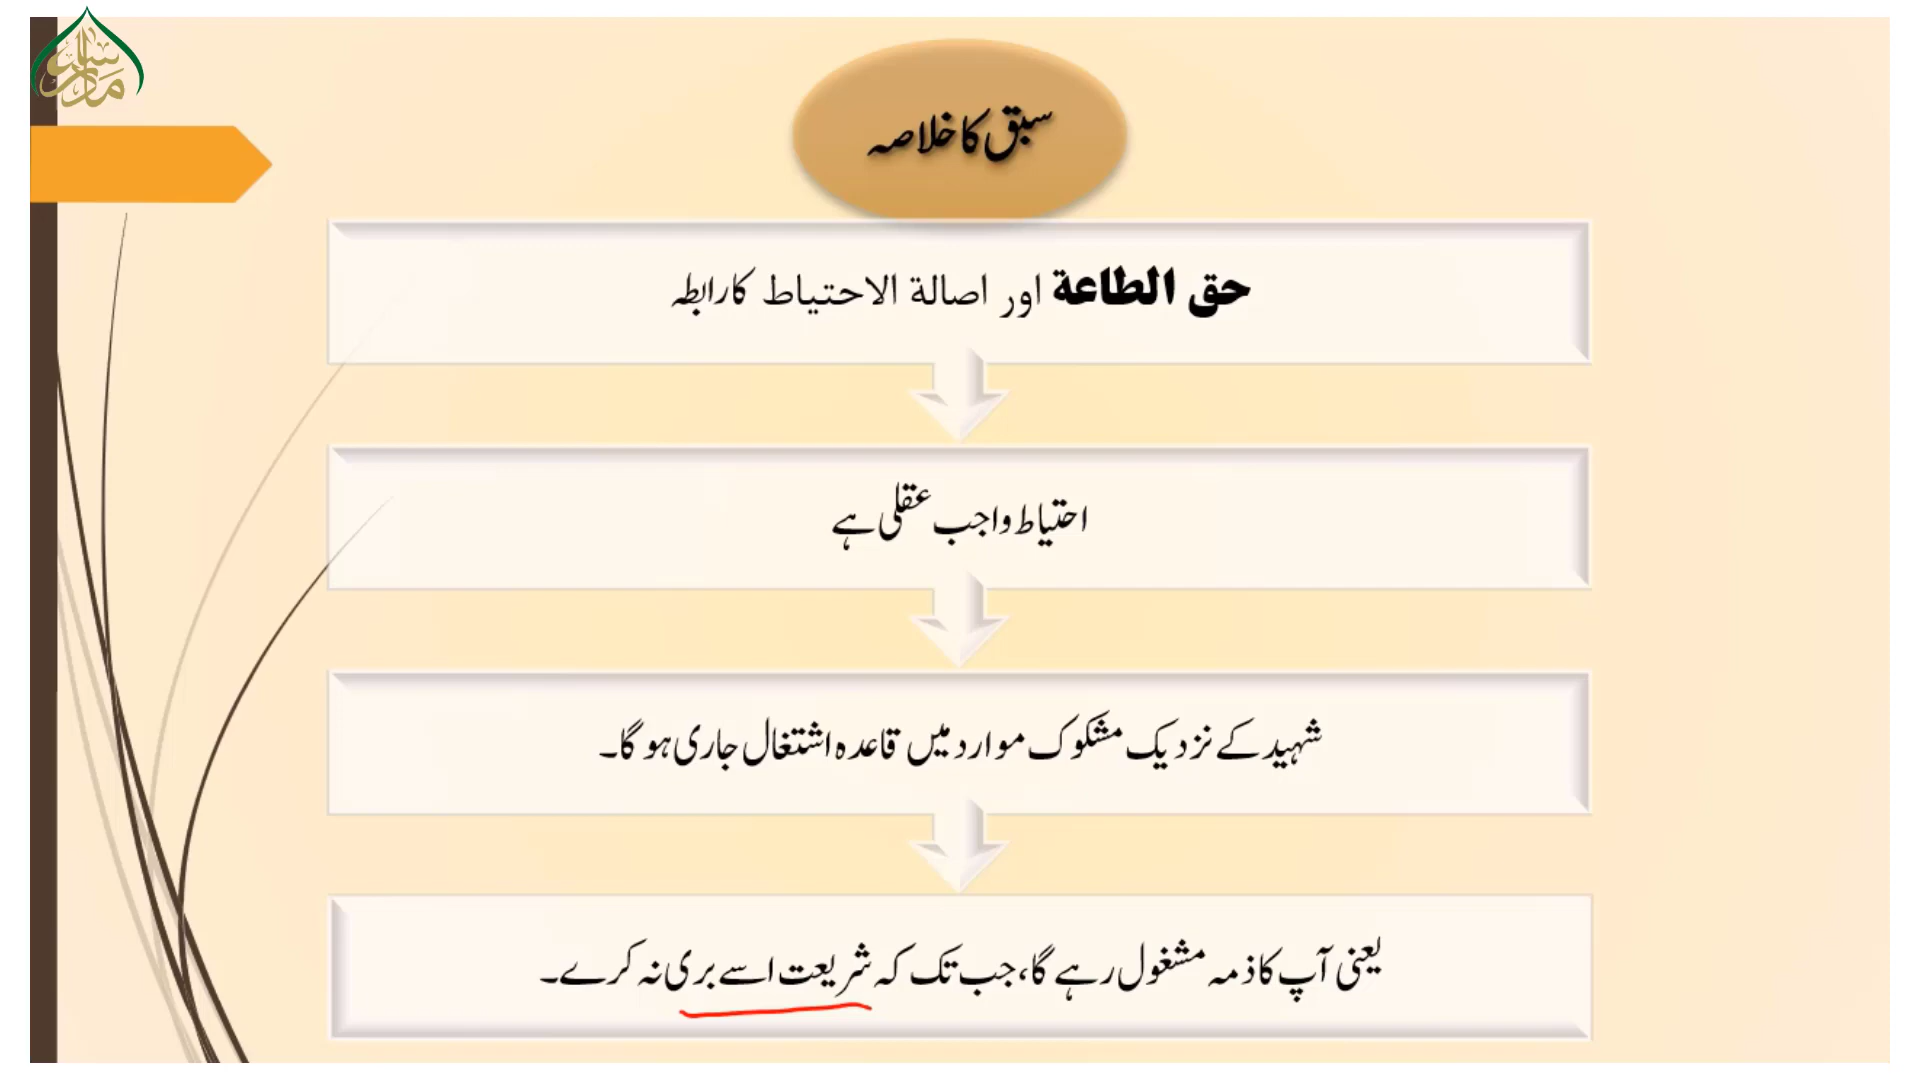 سبق کا خلاصہ
حق الطاعة اور اصالة الاحتیاط کا رابطہ
احتیاط واجب عقلی ہے
شہید کے نزدیک مشکوک موارد میں قاعدہ اشتغال جاری ہو گا۔
یعنی آپ کا ذمہ مشغول رہے گا، جب تک کہ شریعت اسے بری نہ کرے۔